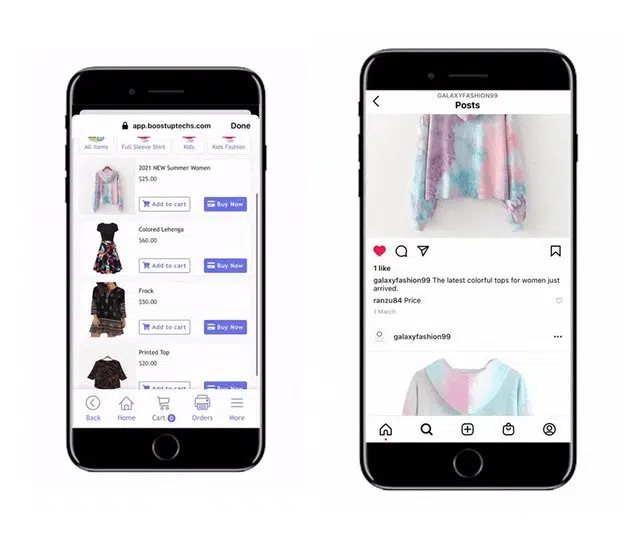 app.boostuptechs.com
Done
All Items
Full Sleeve Shirt
Kids
Kids Fashion
2021 NEW Summer Women
$25.00
Add to cart
Buy Now
Colored Lehenga
$60.00
Add to cart
Buy Now
Frock
$50.00
Add to cart
Buy Now
Printed Top
$20.00
Add to cart
Buy Now
Back
Home
Cart 0
Orders
More
GALAXYFASHION99
Posts
1 like
galaxyfashion99 The latest colorful tops for women just
arrived.
ranzu84 Price
1 March
galaxyfashion99